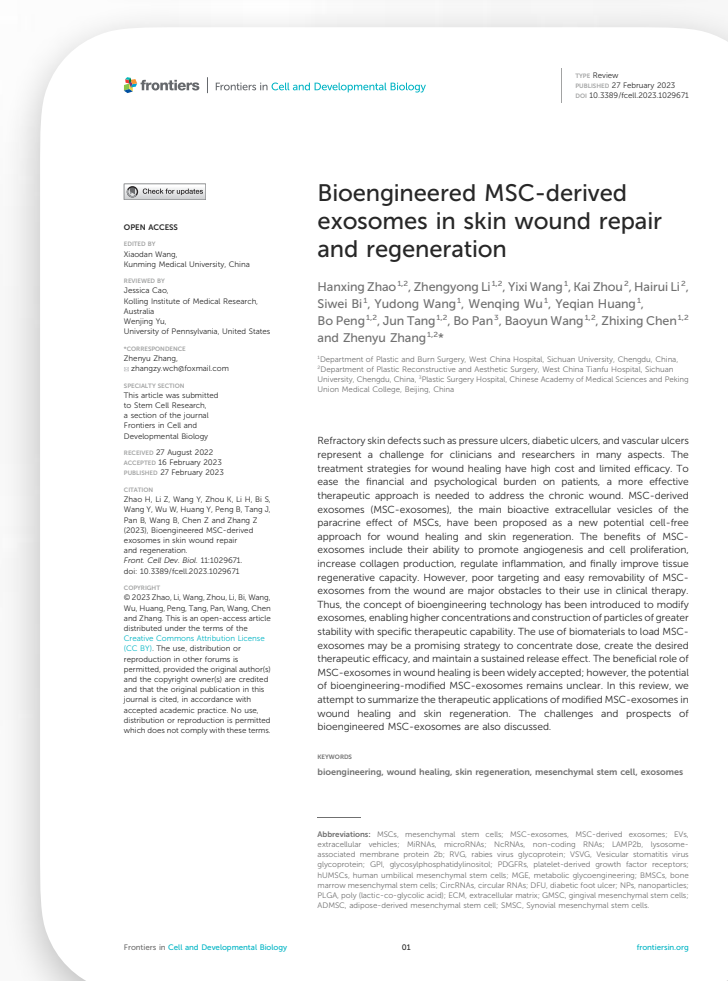 frontiers | Frontiers in Cell and Developmental Biology
TYPE Review
PUBLISHED 27 February 2023
DOI 10.3389/fcell.2023.1029671
Check for updates
OPEN ACCESS
EDITED BY
Xiaodan Wang,
Kunming Medical University, China
REVIEWED BY
Jessica Cao,
Kolling Institute of Medical Research,
Australia
Wenjing Yu,
University of Pennsylvania, United States
*CORRESPONDENCE
Zhenyu Zhang,
✉ zhangzy.wch@foxmail.com
SPECIALTY SECTION
This article was submitted
to Stem Cell Research,
a section of the journal
Frontiers in Cell and
Developmental Biology
RECEIVED 27 August 2022
ACCEPTED 16 February 2023
PUBLISHED 27 February 2023
CITATION
Zhao H, Li Z, Wang Y, Zhou K, Li H, Bi S,
Wang Y, Wu W, Huang Y, Peng B, Tang J,
Pan B, Wang B, Chen Z and Zhang Z
(2023), Bioengineered MSC-derived
exosomes in skin wound repair
and regeneration.
Front. Cell Dev. Biol. 11:1029671.
doi: 10.3389/fcell.2023.1029671
COPYRIGHT
© 2023 Zhao, Li, Wang, Zhou, Li, Bi, Wang,
Wu, Huang, Peng, Tang, Pan, Wang, Chen
and Zhang. This is an open-access article
distributed under the terms of the
Creative Commons Attribution License
(CC BY). The use, distribution or
reproduction in other forums is
permitted, provided the original author(s)
and the copyright owner(s) are credited
and that the original publication in this
journal is cited, in accordance with
accepted academic practice. No use,
distribution or reproduction is permitted
which does not comply with these terms.
Bioengineered MSC-derived
exosomes in skin wound repair
and regeneration
Hanxing Zhao¹,², Zhengyong Li¹,², Yixi Wang¹, Kai Zhou², Hairui Li²,
Siwei Bi¹, Yudong Wang¹, Wenqing Wu¹, Yeqian Huang¹,
Bo Peng¹,², Jun Tang¹,², Bo Pan³, Baoyun Wang¹,², Zhixing Chen¹,²
and Zhenyu Zhang¹,²*
¹Department of Plastic and Burn Surgery, West China Hospital, Sichuan University, Chengdu, China,
²Department of Plastic Reconstructive and Aesthetic Surgery, West China Tianfu Hospital, Sichuan
University, Chengdu, China, ³Plastic Surgery Hospital, Chinese Academy of Medical Sciences and Peking
Union Medical College, Beijing, China
Refractory skin defects such as pressure ulcers, diabetic ulcers, and vascular ulcers
represent a challenge for clinicians and researchers in many aspects. The
treatment strategies for wound healing have high cost and limited efficacy. To
ease the financial and psychological burden on patients, a more effective
therapeutic approach is needed to address the chronic wound. MSC-derived
exosomes (MSC-exosomes), the main bioactive extracellular vesicles of the
paracrine effect of MSCs, have been proposed as a new potential cell-free
approach for wound healing and skin regeneration. The benefits of MSC-
exosomes include their ability to promote angiogenesis and cell proliferation,
increase collagen production, regulate inflammation, and finally improve tissue
regenerative capacity. However, poor targeting and easy removability of MSC-
exosomes from the wound are major obstacles to their use in clinical therapy.
Thus, the concept of bioengineering technology has been introduced to modify
exosomes, enabling higher concentrations and construction of particles of greater
stability with specific therapeutic capability. The use of biomaterials to load MSC-
exosomes may be a promising strategy to concentrate dose, create the desired
therapeutic efficacy, and maintain a sustained release effect. The beneficial role of
MSC-exosomes in wound healing is been widely accepted; however, the potential
of bioengineering-modified MSC-exosomes remains unclear. In this review, we
attempt to summarize the therapeutic applications of modified MSC-exosomes in
wound healing and skin regeneration. The challenges and prospects of
bioengineered MSC-exosomes are also discussed.
KEYWORDS
bioengineering, wound healing, skin regeneration, mesenchymal stem cell, exosomes
Abbreviations: MSCs, mesenchymal stem cells; MSC-exosomes, MSC-derived exosomes; EVs,
extracellular vesicles; MiRNAs, microRNAs; NcRNAs, non-coding RNAs; LAMP2b, lysosome-
associated membrane protein 2b; RVG, rabies virus glycoprotein; VSVG, Vesicular stomatitis virus
glycoprotein; GPI, glycosylphosphatidylinositol; PDGFRs, platelet-derived growth factor receptors;
hUMSCs, human umbilical mesenchymal stem cells; MGE, metabolic glycoengineering; BMSCs, bone
marrow mesenchymal stem cells; CircRNAs, circular RNAs; DFU, diabetic foot ulcer; NPs, nanoparticles;
PLGA, poly (lactic-co-glycolic acid); ECM, extracellular matrix; GMSC, gingival mesenchymal stem cells;
ADMSC, adipose-derived mesenchymal stem cell; SMSC, Synovial mesenchymal stem cells.
Frontiers in Cell and Developmental Biology
01
frontiersin.org